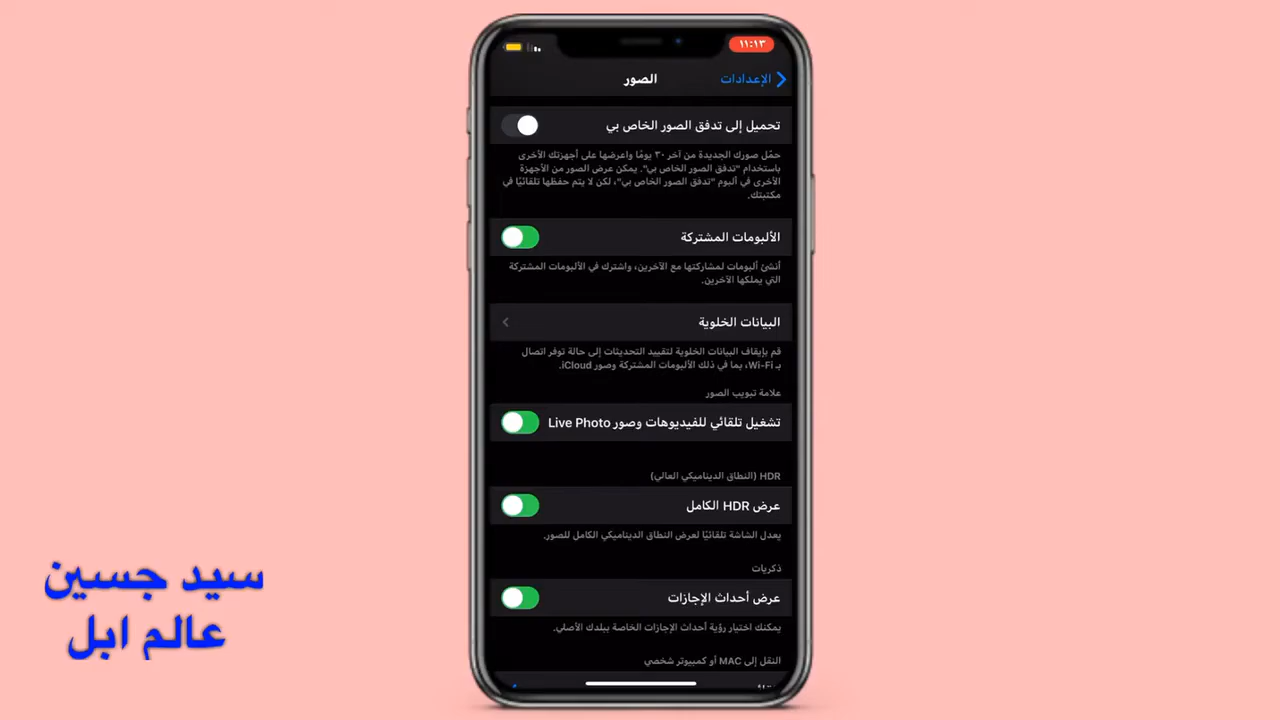 ١١:١٣
الإعدادات
الصور
تحميل إلى تدفق الصور الخاص بي
حمّل صورك الجديدة من آخر ٣٠ يومًا واعرضها على أجهزتك الأخرى
باستخدام "تدفق الصور الخاص بي". يمكن عرض الصور من الأجهزة
الأخرى في ألبوم "تدفق الصور الخاص بي"، لكن لا يتم حفظها تلقائيًا في
مكتبتك.
الألبومات المشتركة
أنشئ ألبومات لمشاركتها مع الآخرين، واشترك في الألبومات المشتركة
التي يملكها الآخرين.
البيانات الخلوية
قم بإيقاف البيانات الخلوية لتقييد التحديثات إلى حالة توفر اتصال
بـ Wi-Fi، بما في ذلك الألبومات المشتركة وصور iCloud.
علامة تبويب الصور
تشغيل تلقائي للفيديوهات وصور Live Photo
HDR (النطاق الديناميكي العالي)
عرض HDR الكامل
يعدل الشاشة تلقائيًا لعرض النطاق الديناميكي الكامل للصور.
ذكريات
عرض أحداث الإجازات
يمكنك اختيار رؤية أحداث الإجازات الخاصة ببلدك الأصلي.
النقل إلى MAC أو كمبيوتر شخصي
سيد جسين
عالم ابل